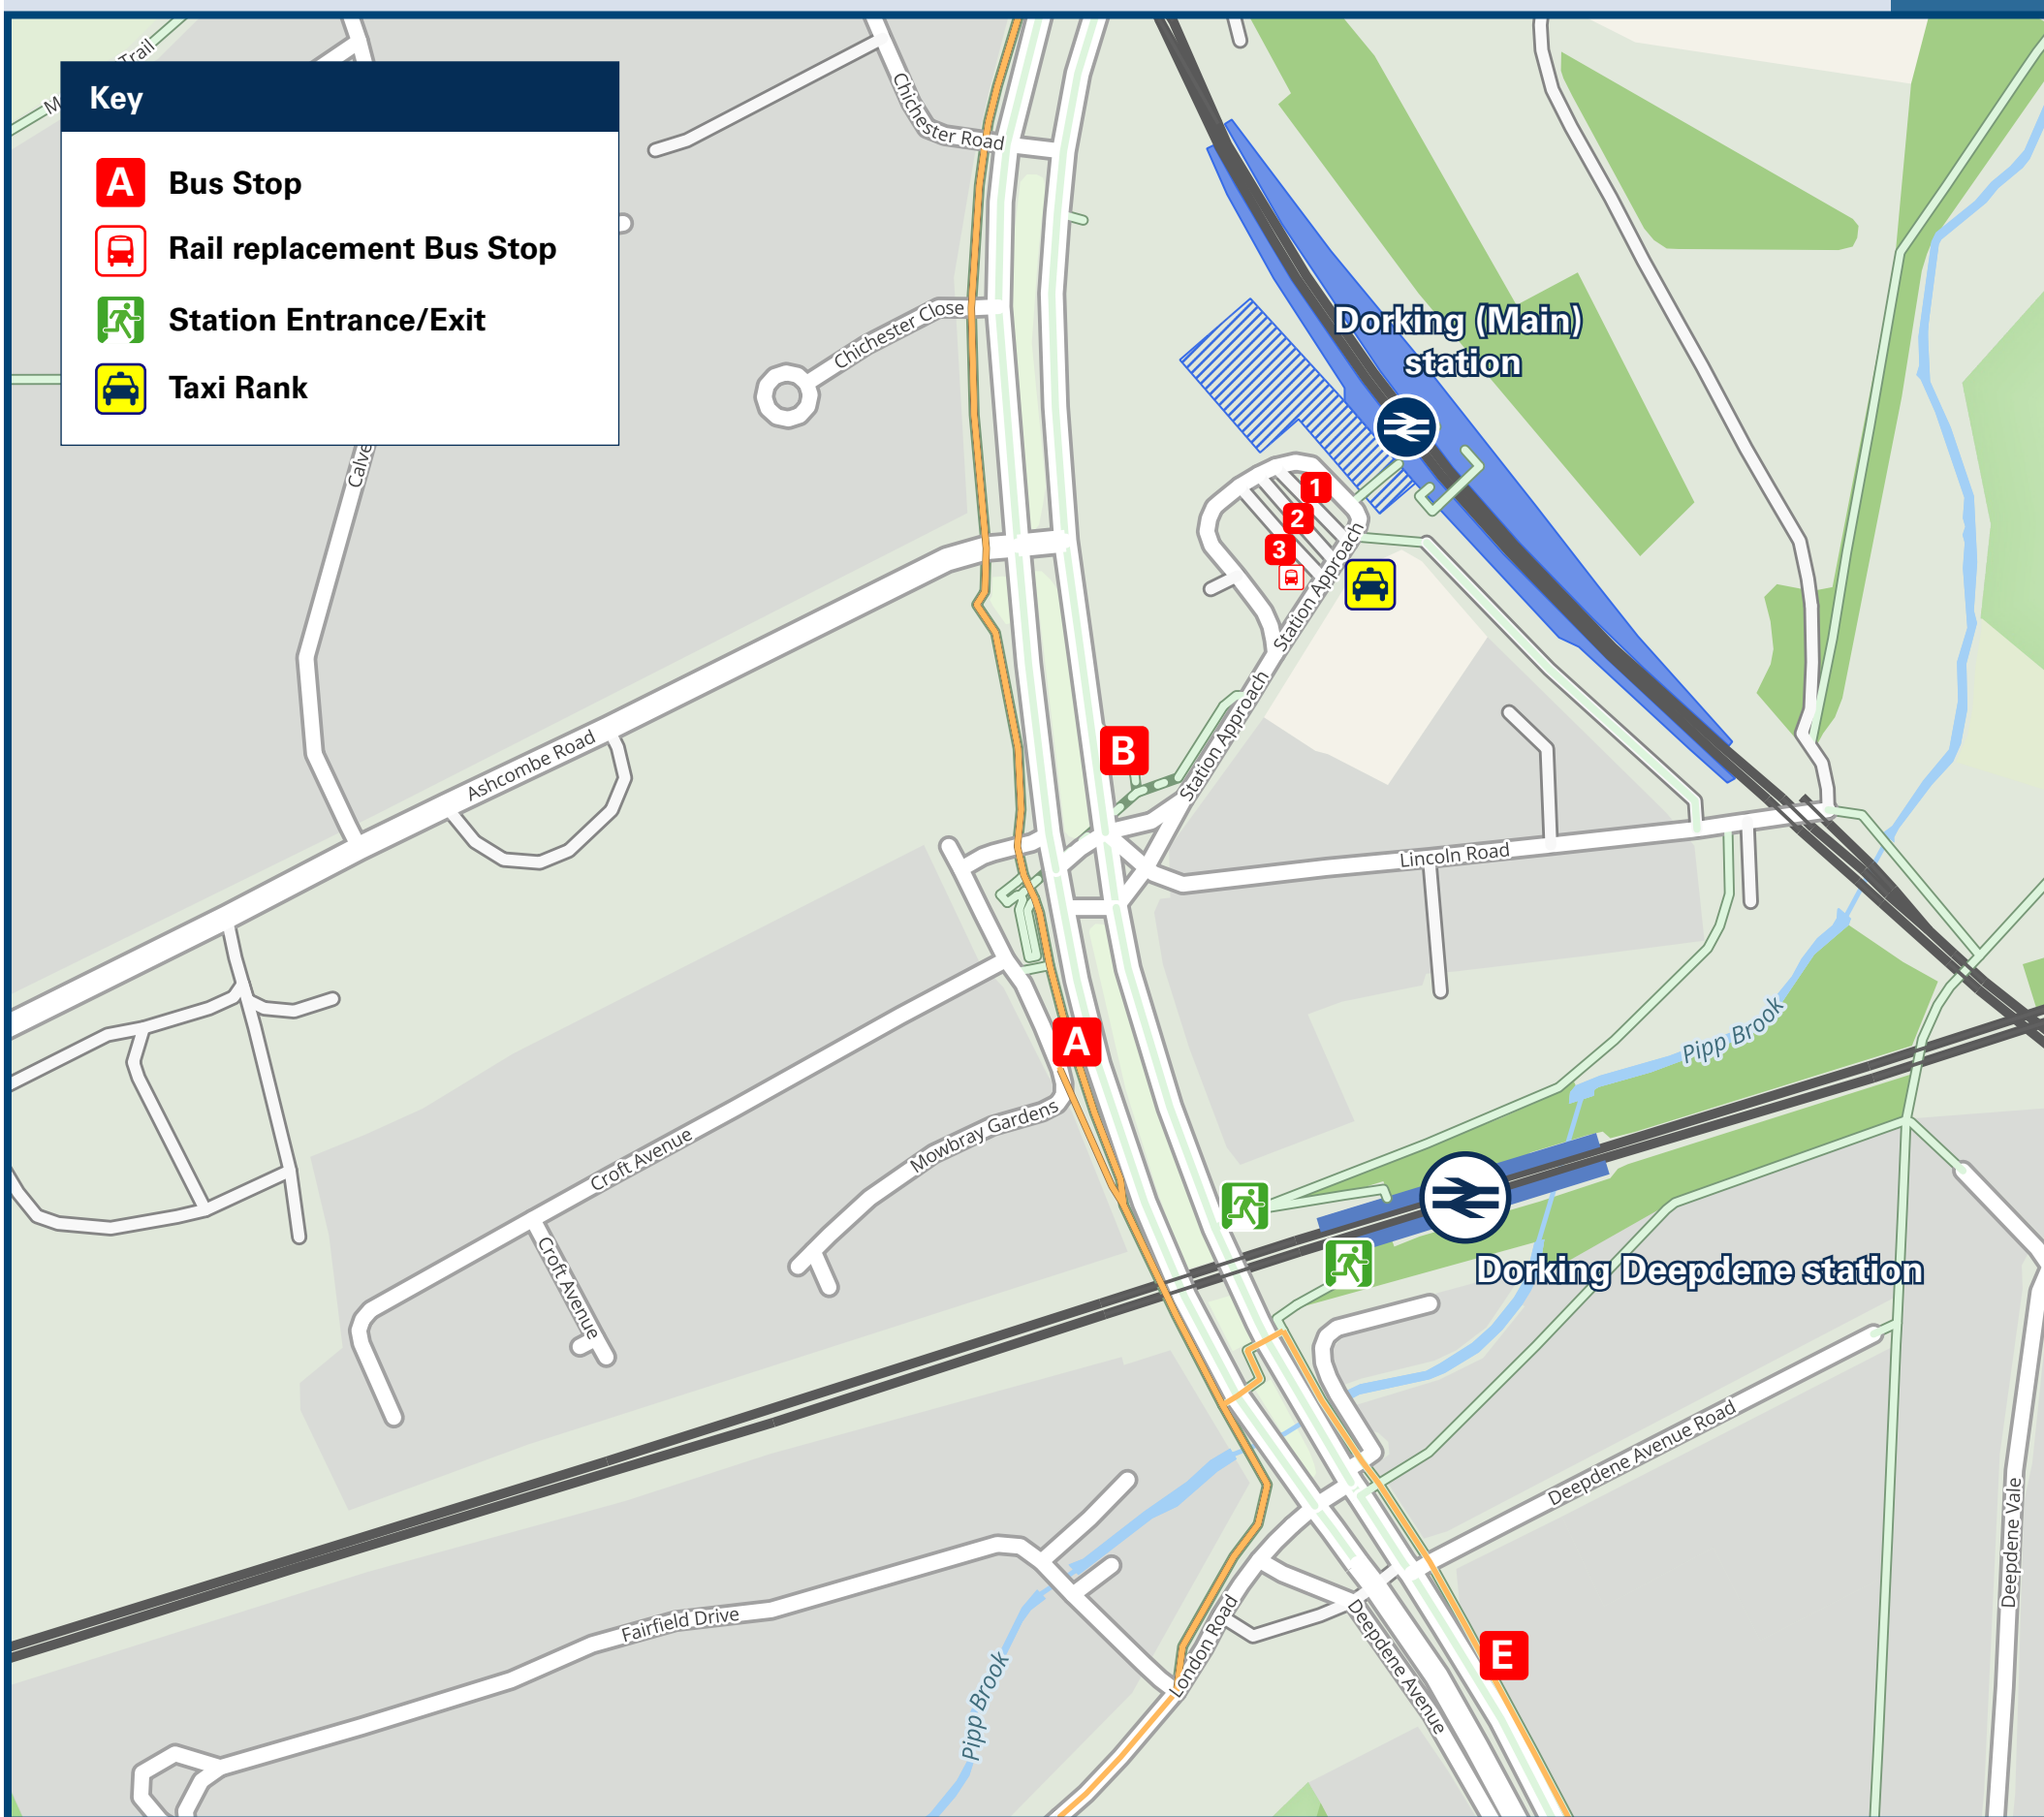 Trail
Key
A Bus Stop
Rail replacement Bus Stop
Station Entrance/Exit
Taxi Rank
Chichester Road
Chichester Close
Dorking (Main)
station
1
2
3
Station Approach
Station Approach
B
Ashcombe Road
Lincoln Road
A
Pipp Brook
Croft Avenue
Mowbray Gardens
Croft Avenue
Dorking Deepdene station
Deepdene Avenue Road
Deepdene Vale
Fairfield Drive
London Road
Deepdene Avenue
E
Pipp Brook